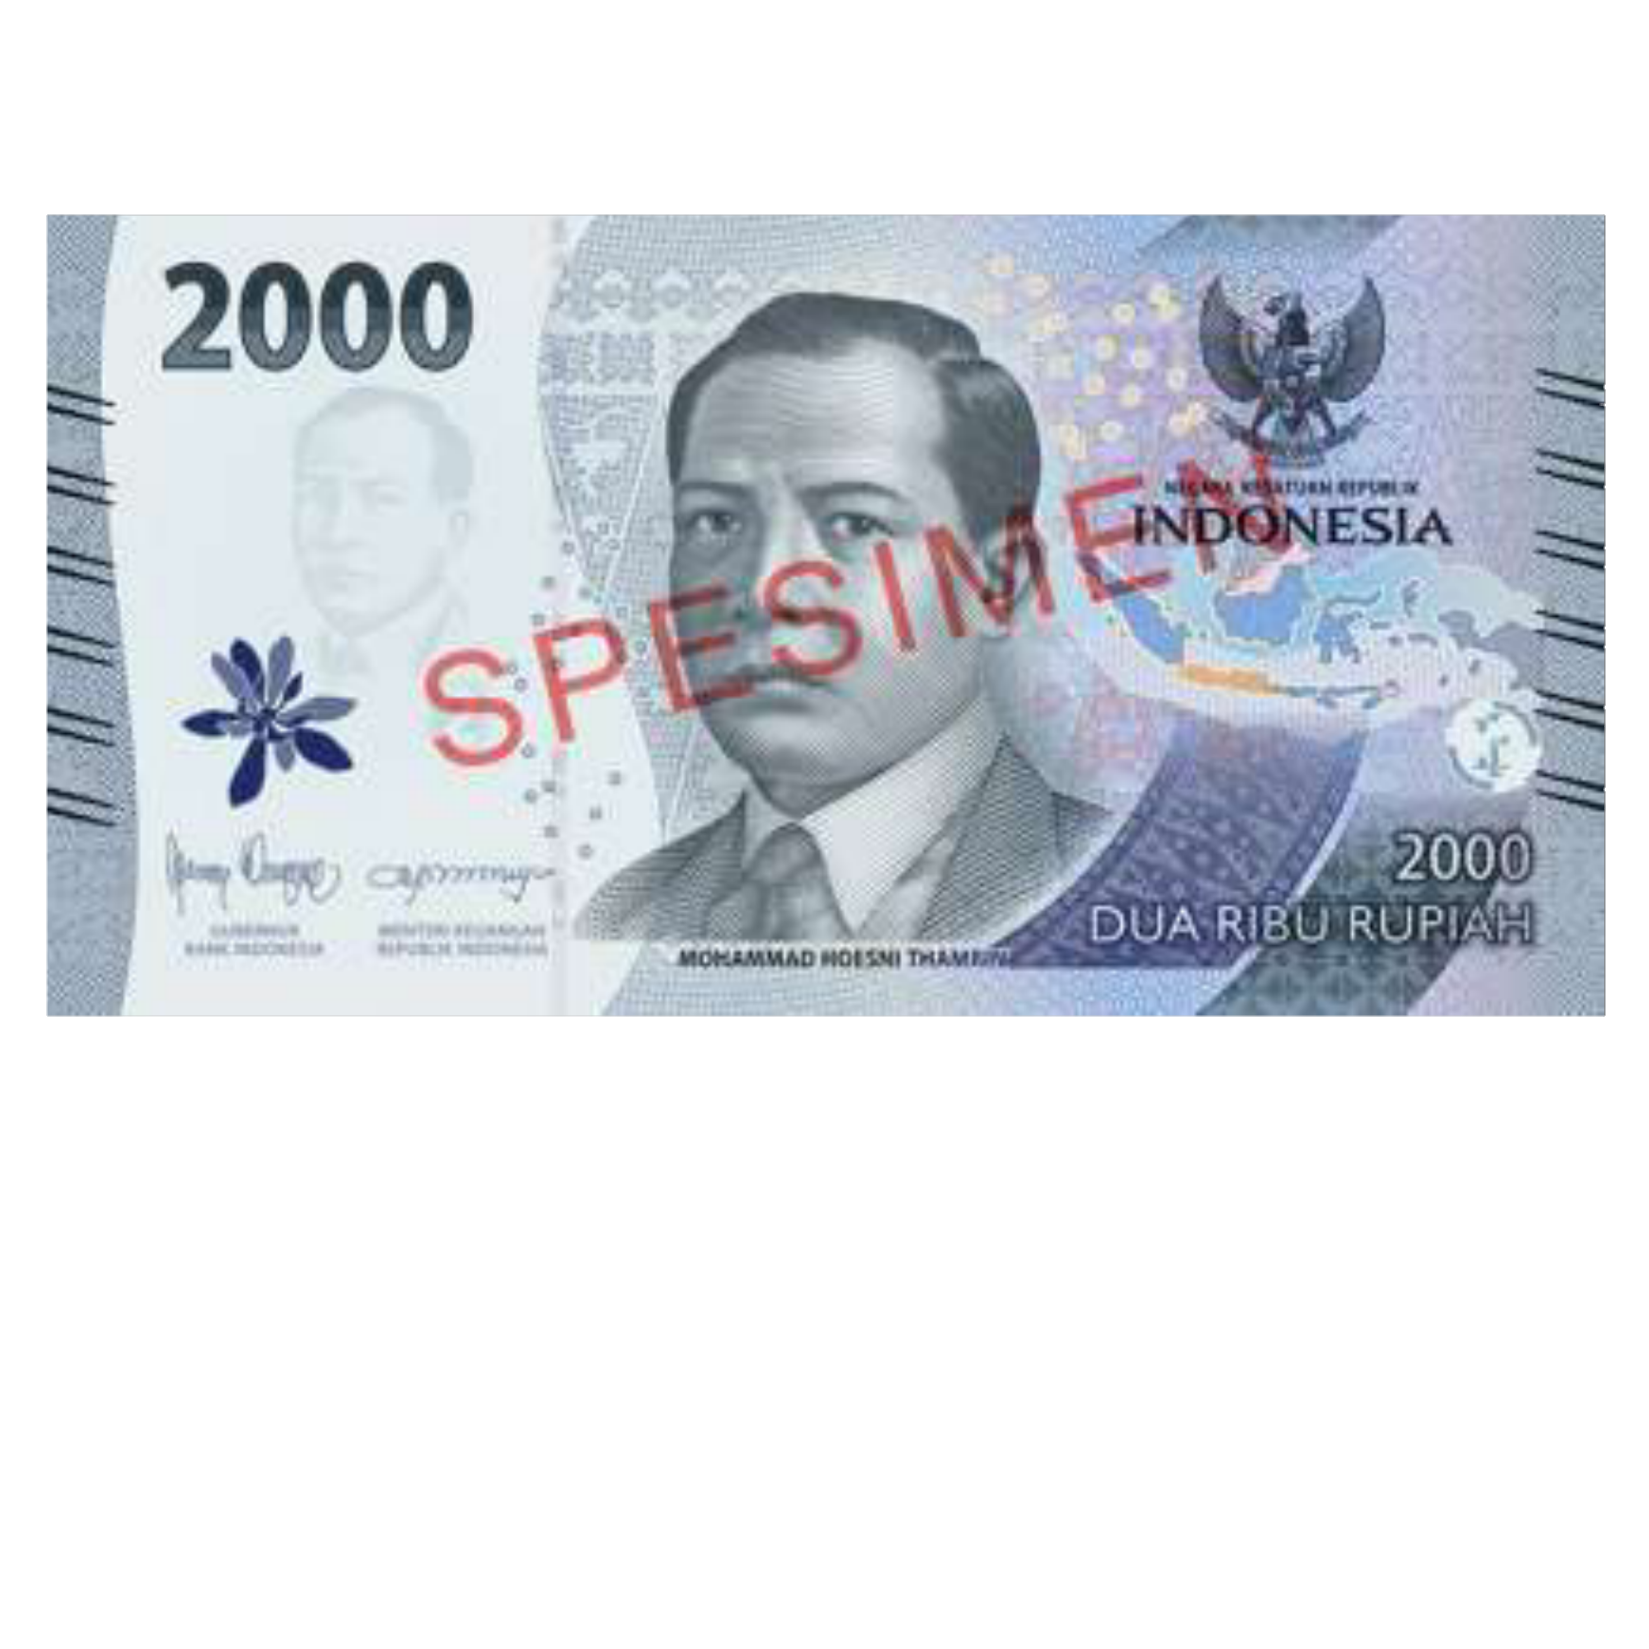 2000
SPESIMEN
NEGARA KESATUAN REPUBLIK
INDONESIA
GUBERNUR
BANK INDONESIA
MENTERI KEUANGAN
REPUBLIK INDONESIA
MOHAMMAD HOESNI THAMRIN
2000
DUA RIBU RUPIAH